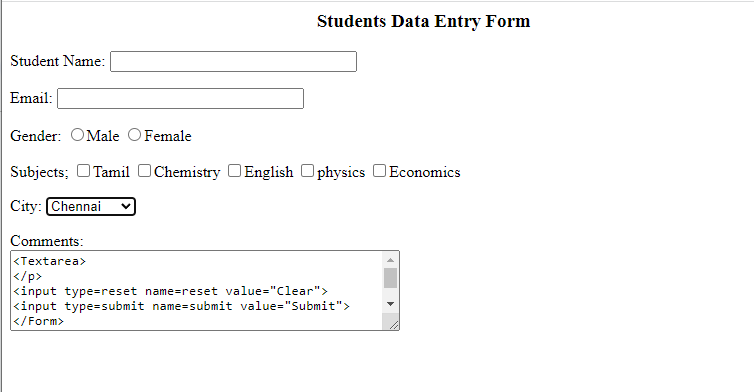 Students Data Entry Form
Student Name:
Email:
Gender: Male Female
Subjects; Tamil Chemistry English physics Economics
City: Chennai
Comments:
<Textarea>
</p>
<input type=reset name=reset value="Clear">
<input type=submit name=submit value="Submit">
</Form>